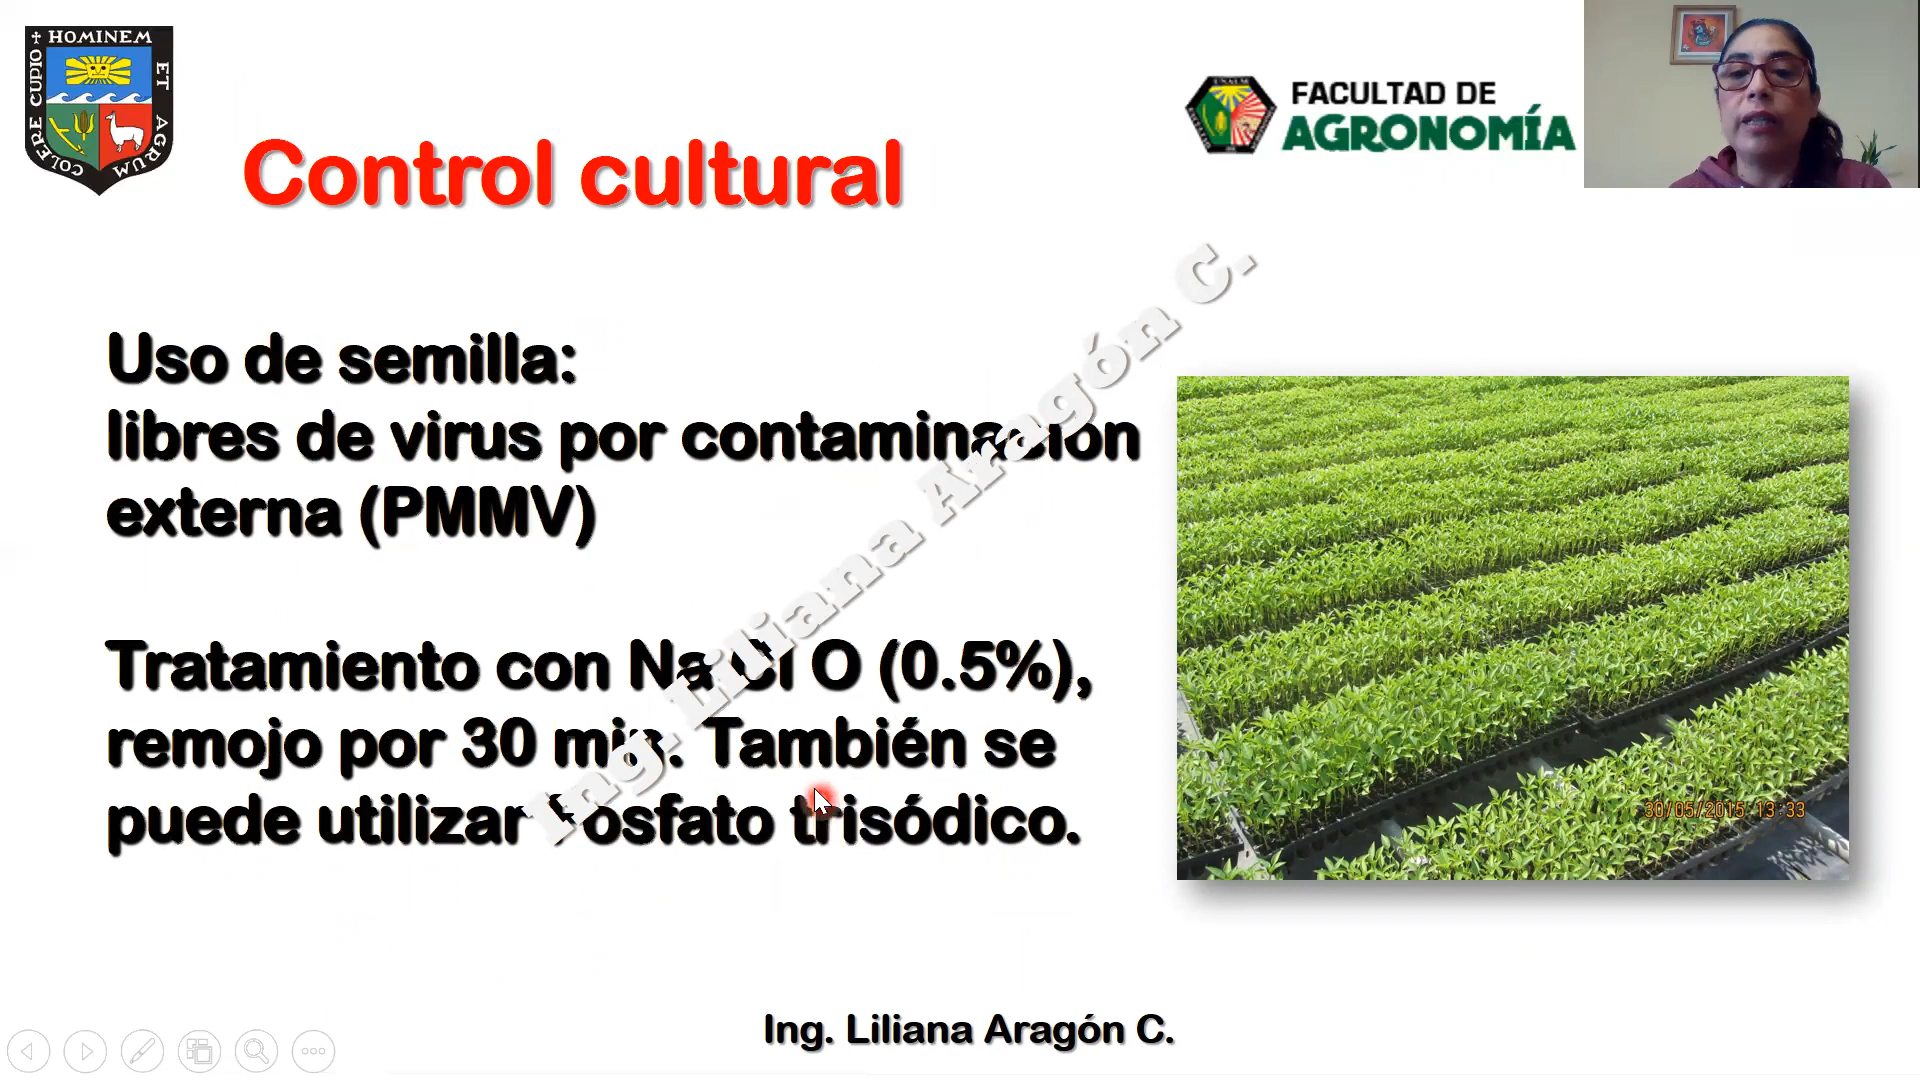 ✝ HOMINEM ET AGRUM COLERE CUPIO
FACULTAD DE
AGRONOMÍA
Control cultural
Uso de semilla:
libres de virus por contaminación
externa (PMMV)
Tratamiento con Na Cl O (0.5%),
remojo por 30 min. También se
puede utilizar fosfato trisódico.
Ing. Liliana Aragón C.
30/05/2015 13:33
Ing. Liliana Aragón C.